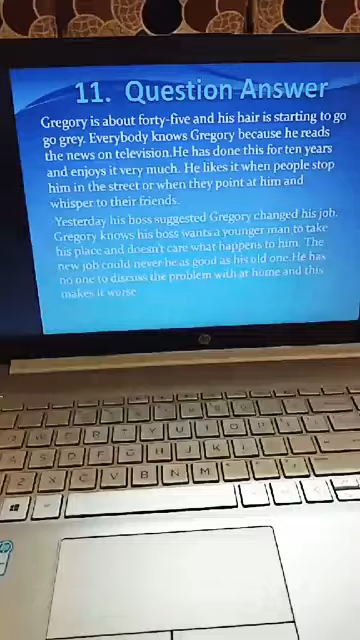 11. Question Answer
Gregory is about forty-five and his hair is starting to go
go grey. Everybody knows Gregory because he reads
the news on television.He has done this for ten years
and enjoys it very much. He likes it when people stop
him in the street or when they point at him and
whisper to their friends.
Yesterday his boss suggested Gregory changed his job.
Gregory knows his boss wants a younger man to take
his place and doesn't care what happens to him. The
new job could never be as good as his old one.He has
no one to discuss the problem with at home and this
makes it worse
hp
W E R T Y U I O P
A S D F G H J K L
Z X C V B N M